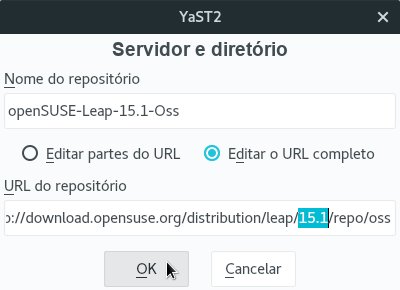 YaST2
Servidor e diretório
Nome do repositório
openSUSE-Leap-15.1-Oss
Editar partes do URL
Editar o URL completo
URL do repositório
://download.opensuse.org/distribution/leap/15.1/repo/oss
OK
Cancelar